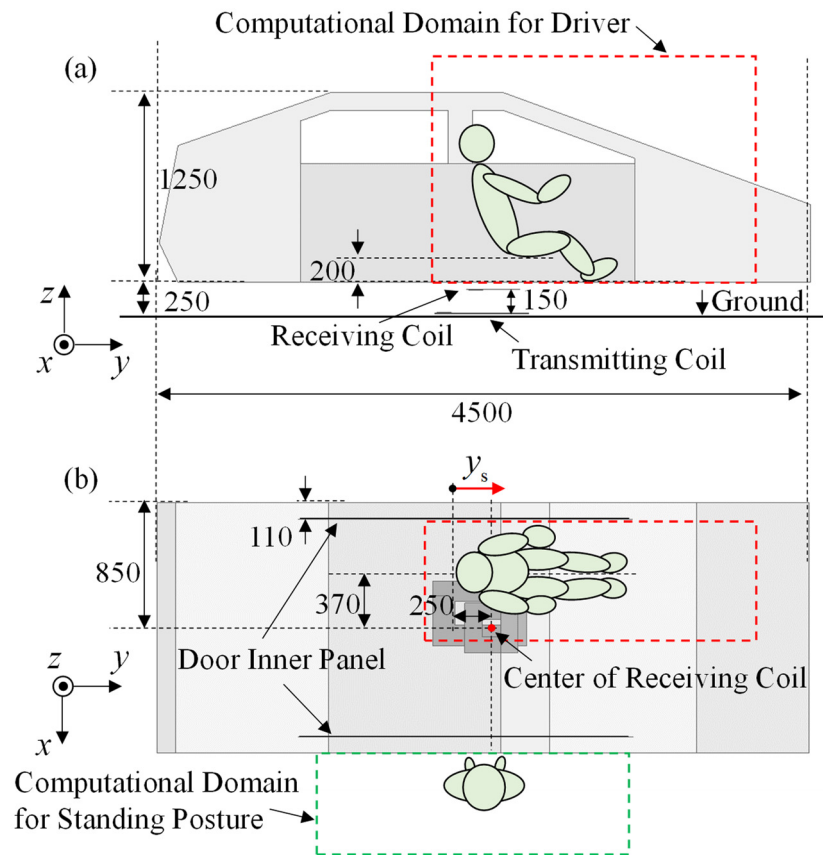 Computational Domain for Driver
(a)
1250
200
z
250
150
Ground
Receiving Coil
x
y
Transmitting Coil
4500
(b)
yₛ
110
850
370
250
Door Inner Panel
Center of Receiving Coil
z
y
x
Computational Domain
for Standing Posture